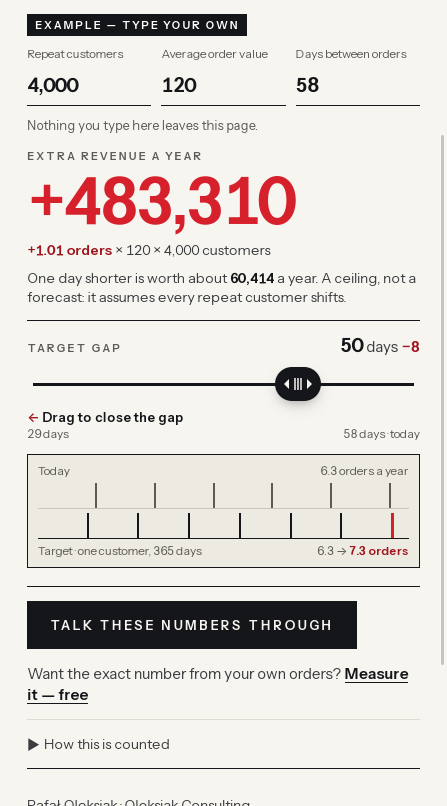 EXAMPLE — TYPE YOUR OWN
Repeat customers Average order value Days between orders
4,000 120 58
Nothing you type here leaves this page.
EXTRA REVENUE A YEAR
+483,310
+1.01 orders × 120 × 4,000 customers
One day shorter is worth about 60,414 a year. A ceiling, not a
forecast: it assumes every repeat customer shifts.
TARGET GAP 50 days −8
← Drag to close the gap
29 days 58 days · today
Today 6.3 orders a year
Target · one customer, 365 days 6.3 → 7.3 orders
TALK THESE NUMBERS THROUGH
Want the exact number from your own orders? Measure
it — free
▶ How this is counted
Rafał Oleksiak · Oleksiak Consulting